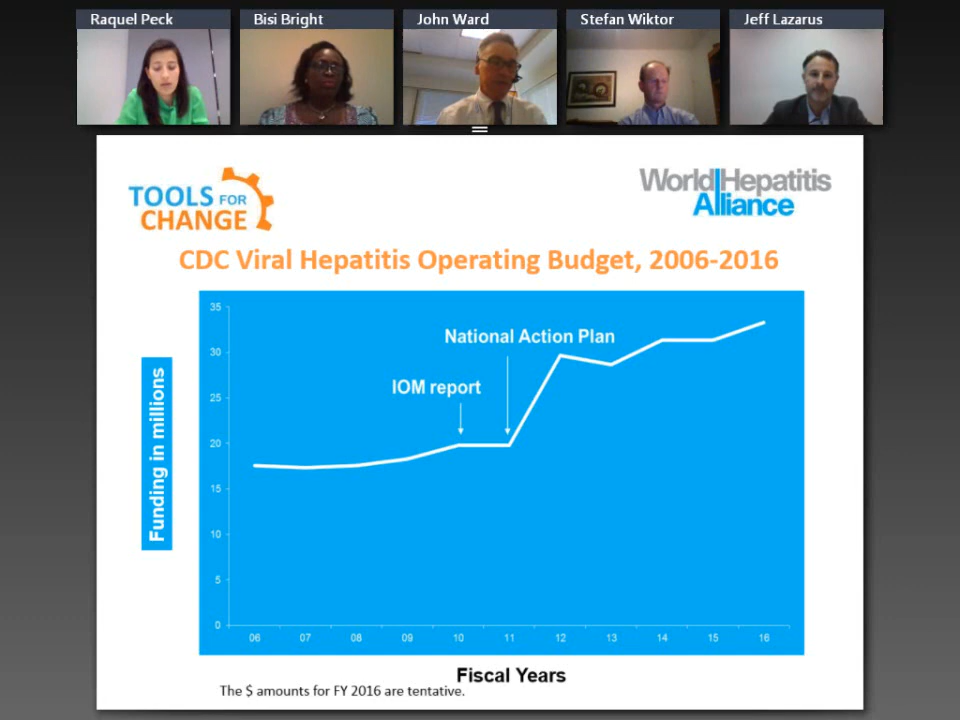 Raquel Peck
Bisi Bright
John Ward
Stefan Wiktor
Jeff Lazarus
TOOLS FOR
CHANGE
World Hepatitis
Alliance
CDC Viral Hepatitis Operating Budget, 2006-2016
Funding in millions
35
30
25
20
15
10
5
0
National Action Plan
IOM report
06 07 08 09 10 11 12 13 14 15 16
Fiscal Years
The $ amounts for FY 2016 are tentative.